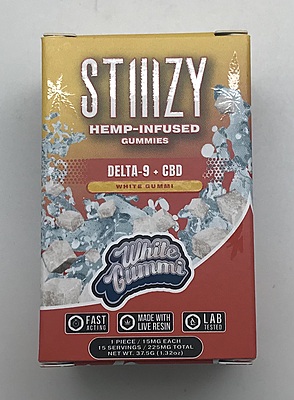 STIIIZY
HEMP-INFUSED
GUMMIES
DELTA-9 + CBD
WHITE GUMMI
White
Gummi
FAST
ACTING
MADE WITH
LIVE RESIN
LAB
TESTED
1 PIECE / 15MG EACH
15 SERVINGS / 225MG TOTAL
NET WT. 37.5G (1.32oz)